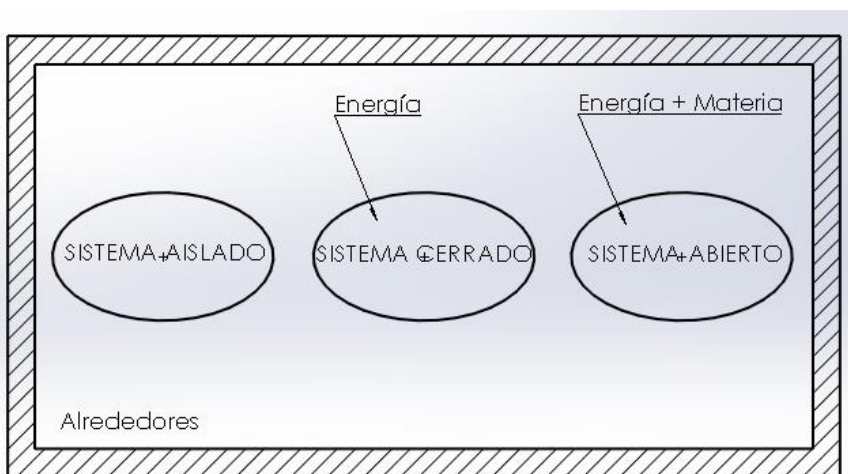 Energía
Energía + Materia
SISTEMA AISLADO
SISTEMA CERRADO
SISTEMA ABIERTO
Alrededores